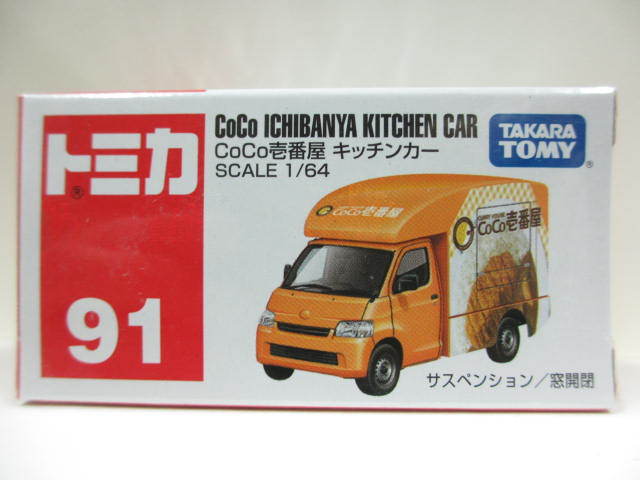 トミカ
®
91
CoCo ICHIBANYA KITCHEN CAR
CoCo壱番屋 キッチンカー
SCALE 1/64
TAKARA
TOMY
®
CoCo壱番屋
CURRY HOUSE
CoCo壱番屋
サスペンション／窓開閉